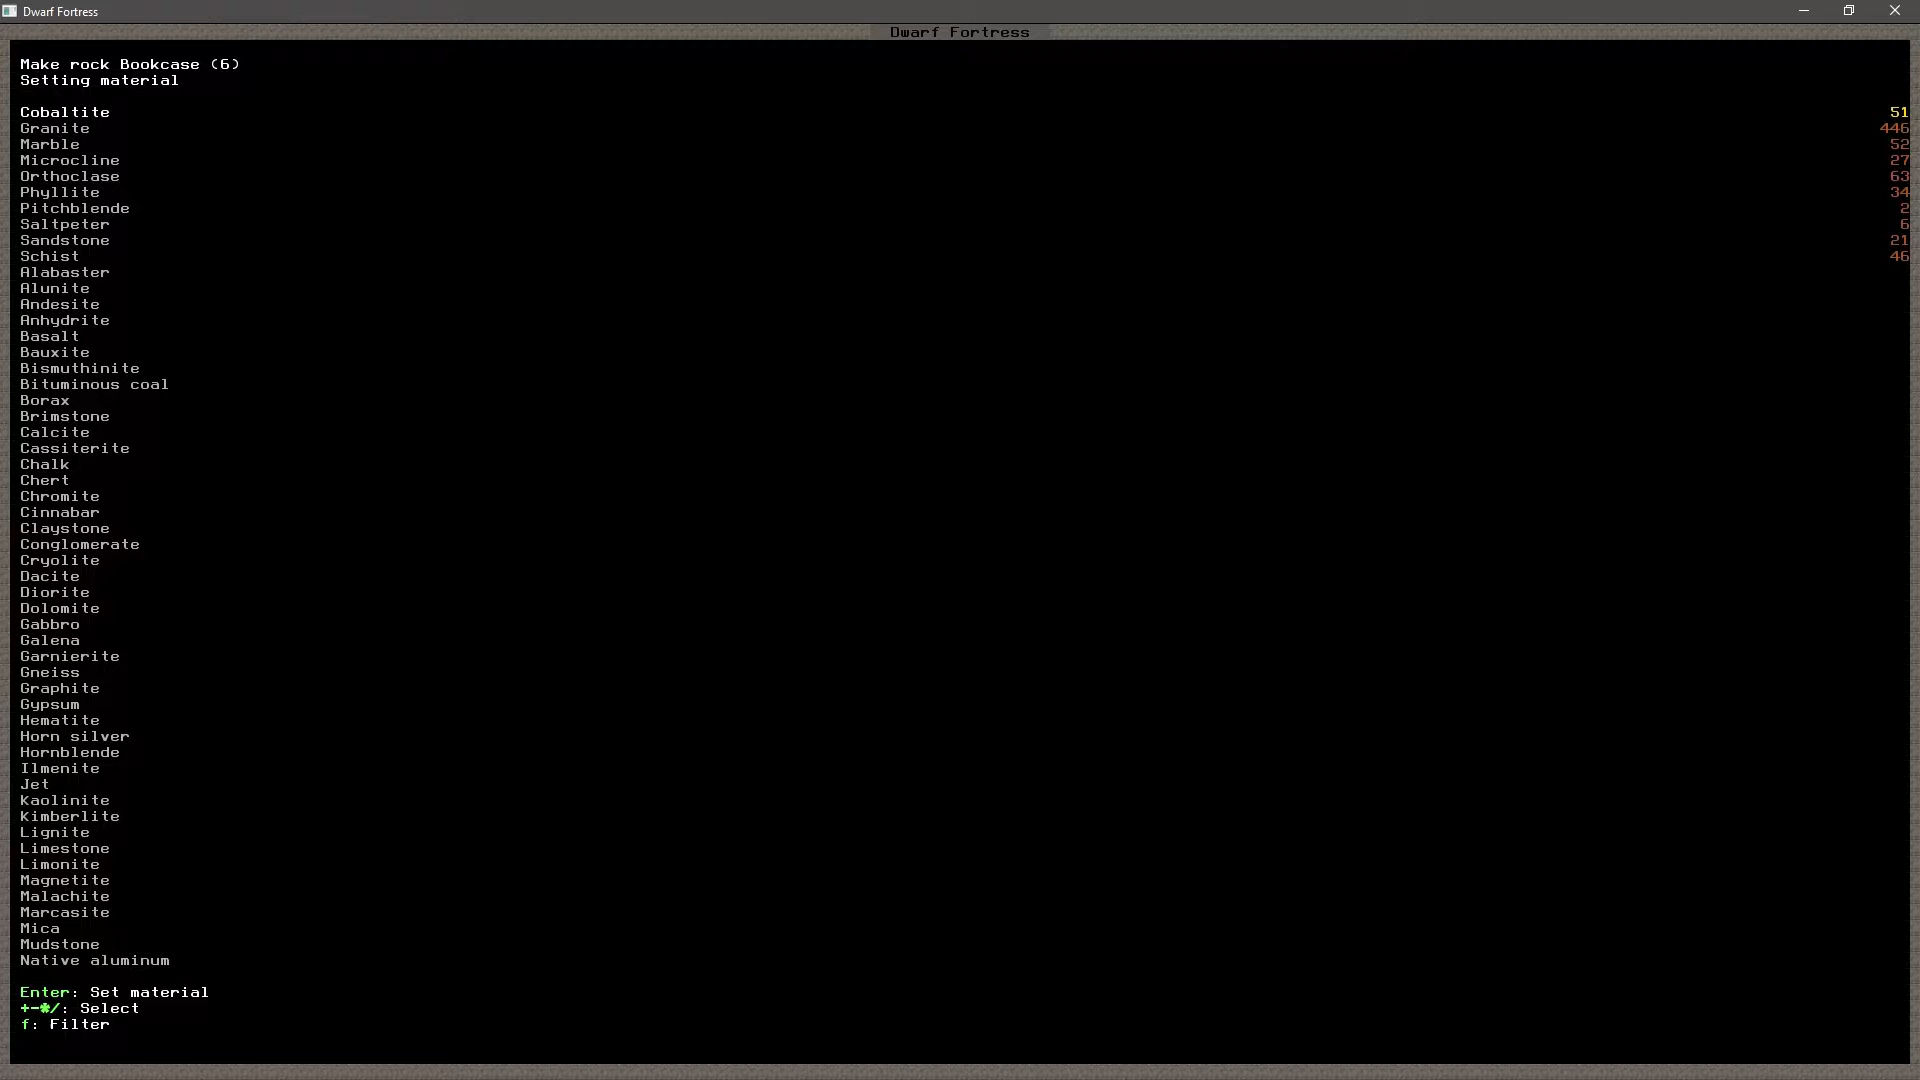 Dwarf Fortress
Dwarf Fortress
Make rock Bookcase (6)
Setting material
Cobaltite 51
Granite 446
Marble 52
Microcline 27
Orthoclase 63
Phyllite 34
Pitchblende 2
Saltpeter 6
Sandstone 21
Schist 46
Alabaster
Alunite
Andesite
Anhydrite
Basalt
Bauxite
Bismuthinite
Bituminous coal
Borax
Brimstone
Calcite
Cassiterite
Chalk
Chert
Chromite
Cinnabar
Claystone
Conglomerate
Cryolite
Dacite
Diorite
Dolomite
Gabbro
Galena
Garnierite
Gneiss
Graphite
Gypsum
Hematite
Horn silver
Hornblende
Ilmenite
Jet
Kaolinite
Kimberlite
Lignite
Limestone
Limonite
Magnetite
Malachite
Marcasite
Mica
Mudstone
Native aluminum
Enter: Set material
+-*/: Select
f: Filter